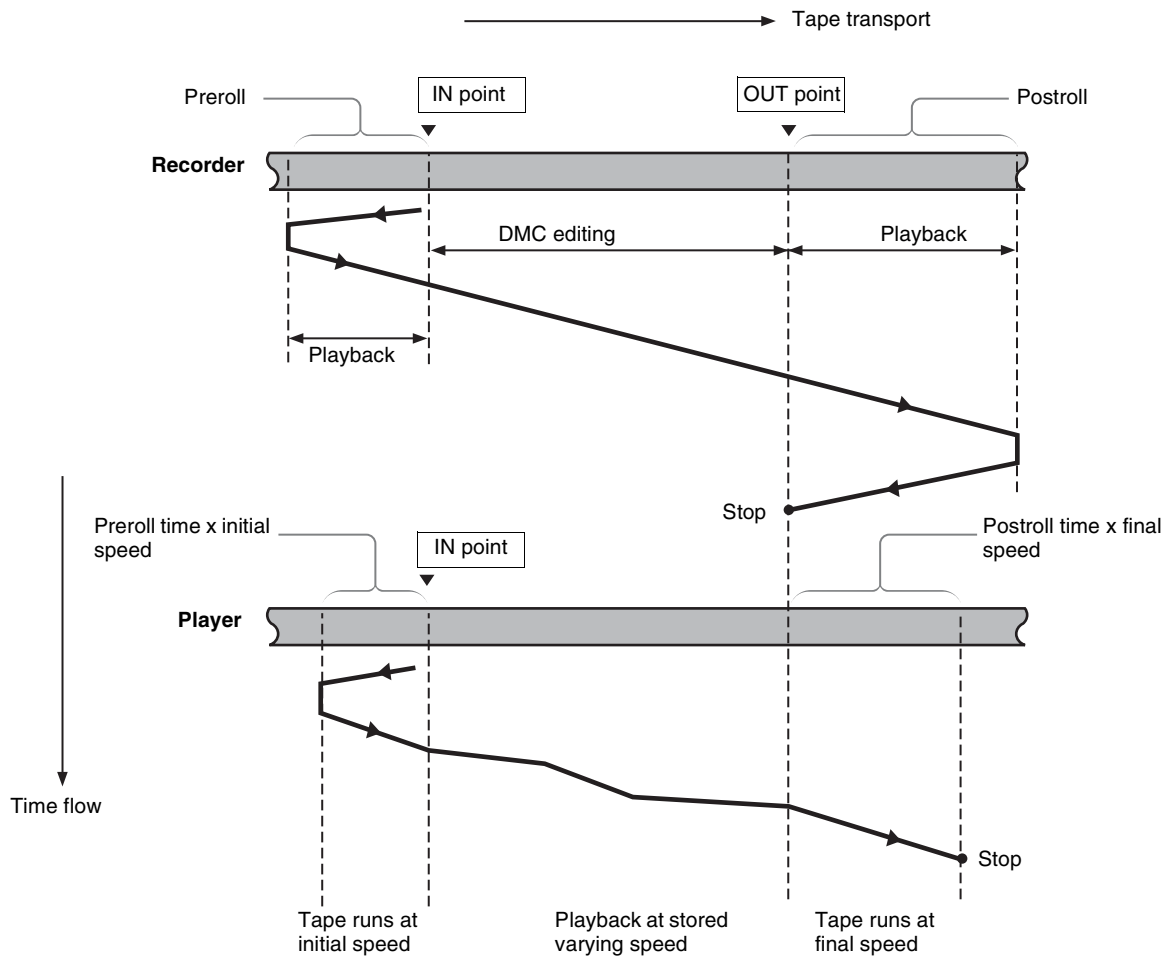 Tape transport
Preroll
IN point
OUT point
Postroll
Recorder
DMC editing
Playback
Playback
Stop
Preroll time x initial
speed
IN point
Postroll time x final
speed
Player
Time flow
Stop
Tape runs at
initial speed
Playback at stored
varying speed
Tape runs at
final speed